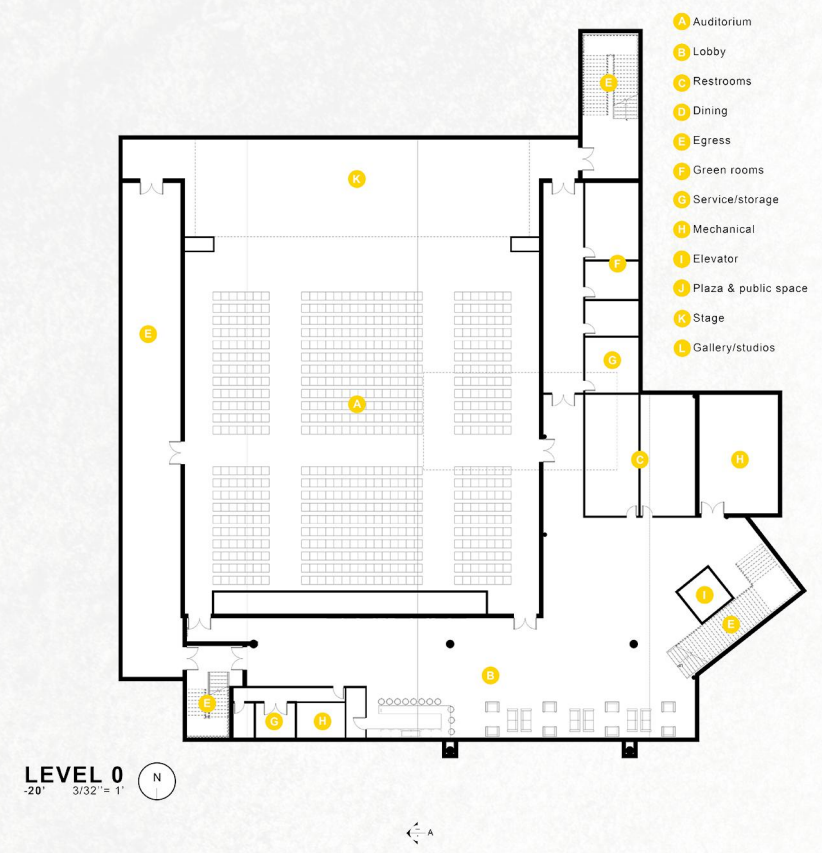 A Auditorium
B Lobby
C Restrooms
D Dining
E Egress
F Green rooms
G Service/storage
H Mechanical
I Elevator
J Plaza & public space
K Stage
L Gallery/studios
E
K
F
E
G
A
C
H
I
E
B
E
G
H
LEVEL 0
-20' 3/32"= 1'
N
A